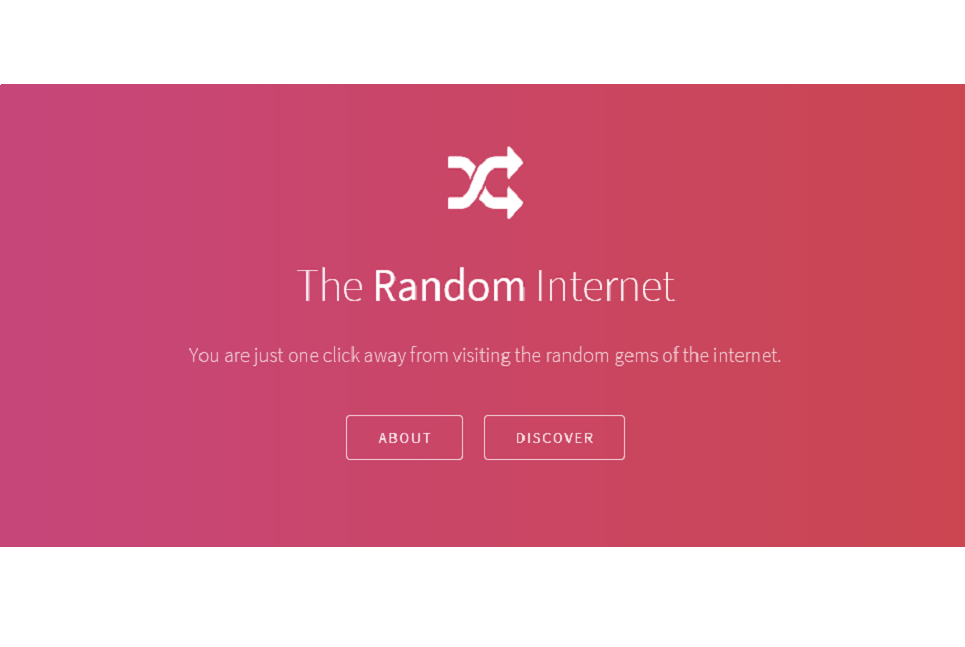 The Random Internet
You are just one click away from visiting the random gems of the internet.
ABOUT DISCOVER